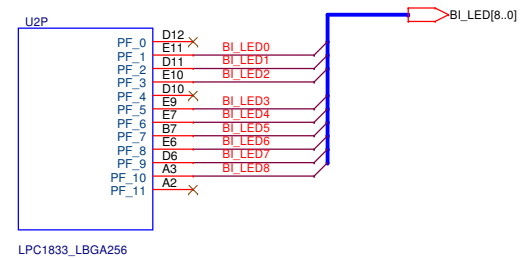 U2P
BI_LED[8..0]
PF_0 D12
PF_1 E11 BI_LED0
PF_2 D11 BI_LED1
PF_3 E10 BI_LED2
PF_4 D10
PF_5 E9 BI_LED3
PF_6 E7 BI_LED4
PF_7 B7 BI_LED5
PF_8 E6 BI_LED6
PF_9 D6 BI_LED7
PF_10 A3 BI_LED8
PF_11 A2
LPC1833_LBGA256